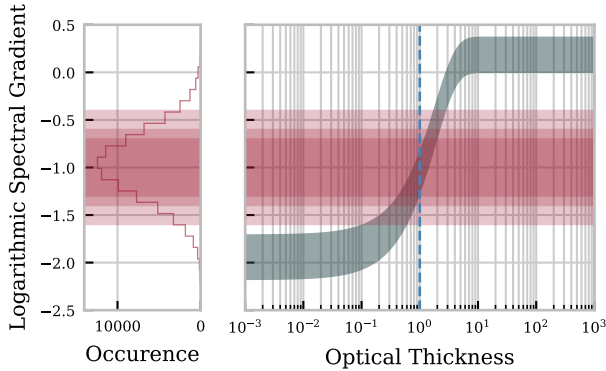 Logarithmic Spectral Gradient
0.5
0.0
−0.5
−1.0
−1.5
−2.0
−2.5
10000 0
Occurence
10⁻³ 10⁻² 10⁻¹ 10⁰ 10¹ 10² 10³
Optical Thickness